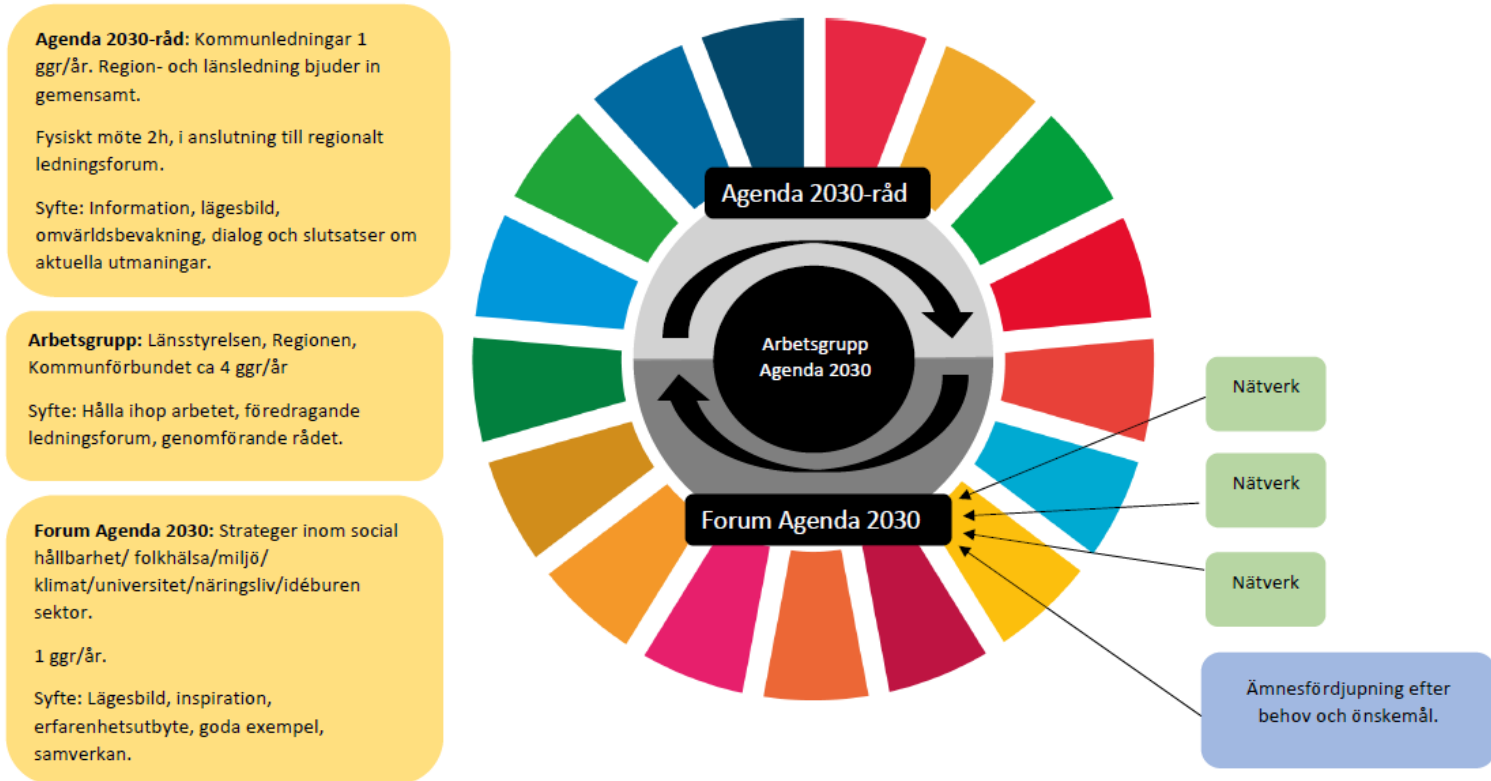 Agenda 2030-råd: Kommunledningar 1
ggr/år. Region- och länsledning bjuder in
gemensamt.
Fysiskt möte 2h, i anslutning till regionalt
ledningsforum.
Syfte: Information, lägesbild,
omvärldsbevakning, dialog och slutsatser om
aktuella utmaningar.
Arbetsgrupp: Länsstyrelsen, Regionen,
Kommunförbundet ca 4 ggr/år
Syfte: Hålla ihop arbetet, föredragande
ledningsforum, genomförande rådet.
Forum Agenda 2030: Strateger inom social
hållbarhet/ folkhälsa/miljö/
klimat/universitet/näringsliv/idéburen
sektor.
1 ggr/år.
Syfte: Lägesbild, inspiration,
erfarenhetsutbyte, goda exempel,
samverkan.
Agenda 2030-råd
Arbetsgrupp
Agenda 2030
Forum Agenda 2030
Nätverk
Nätverk
Nätverk
Ämnesfördjupning efter
behov och önskemål.